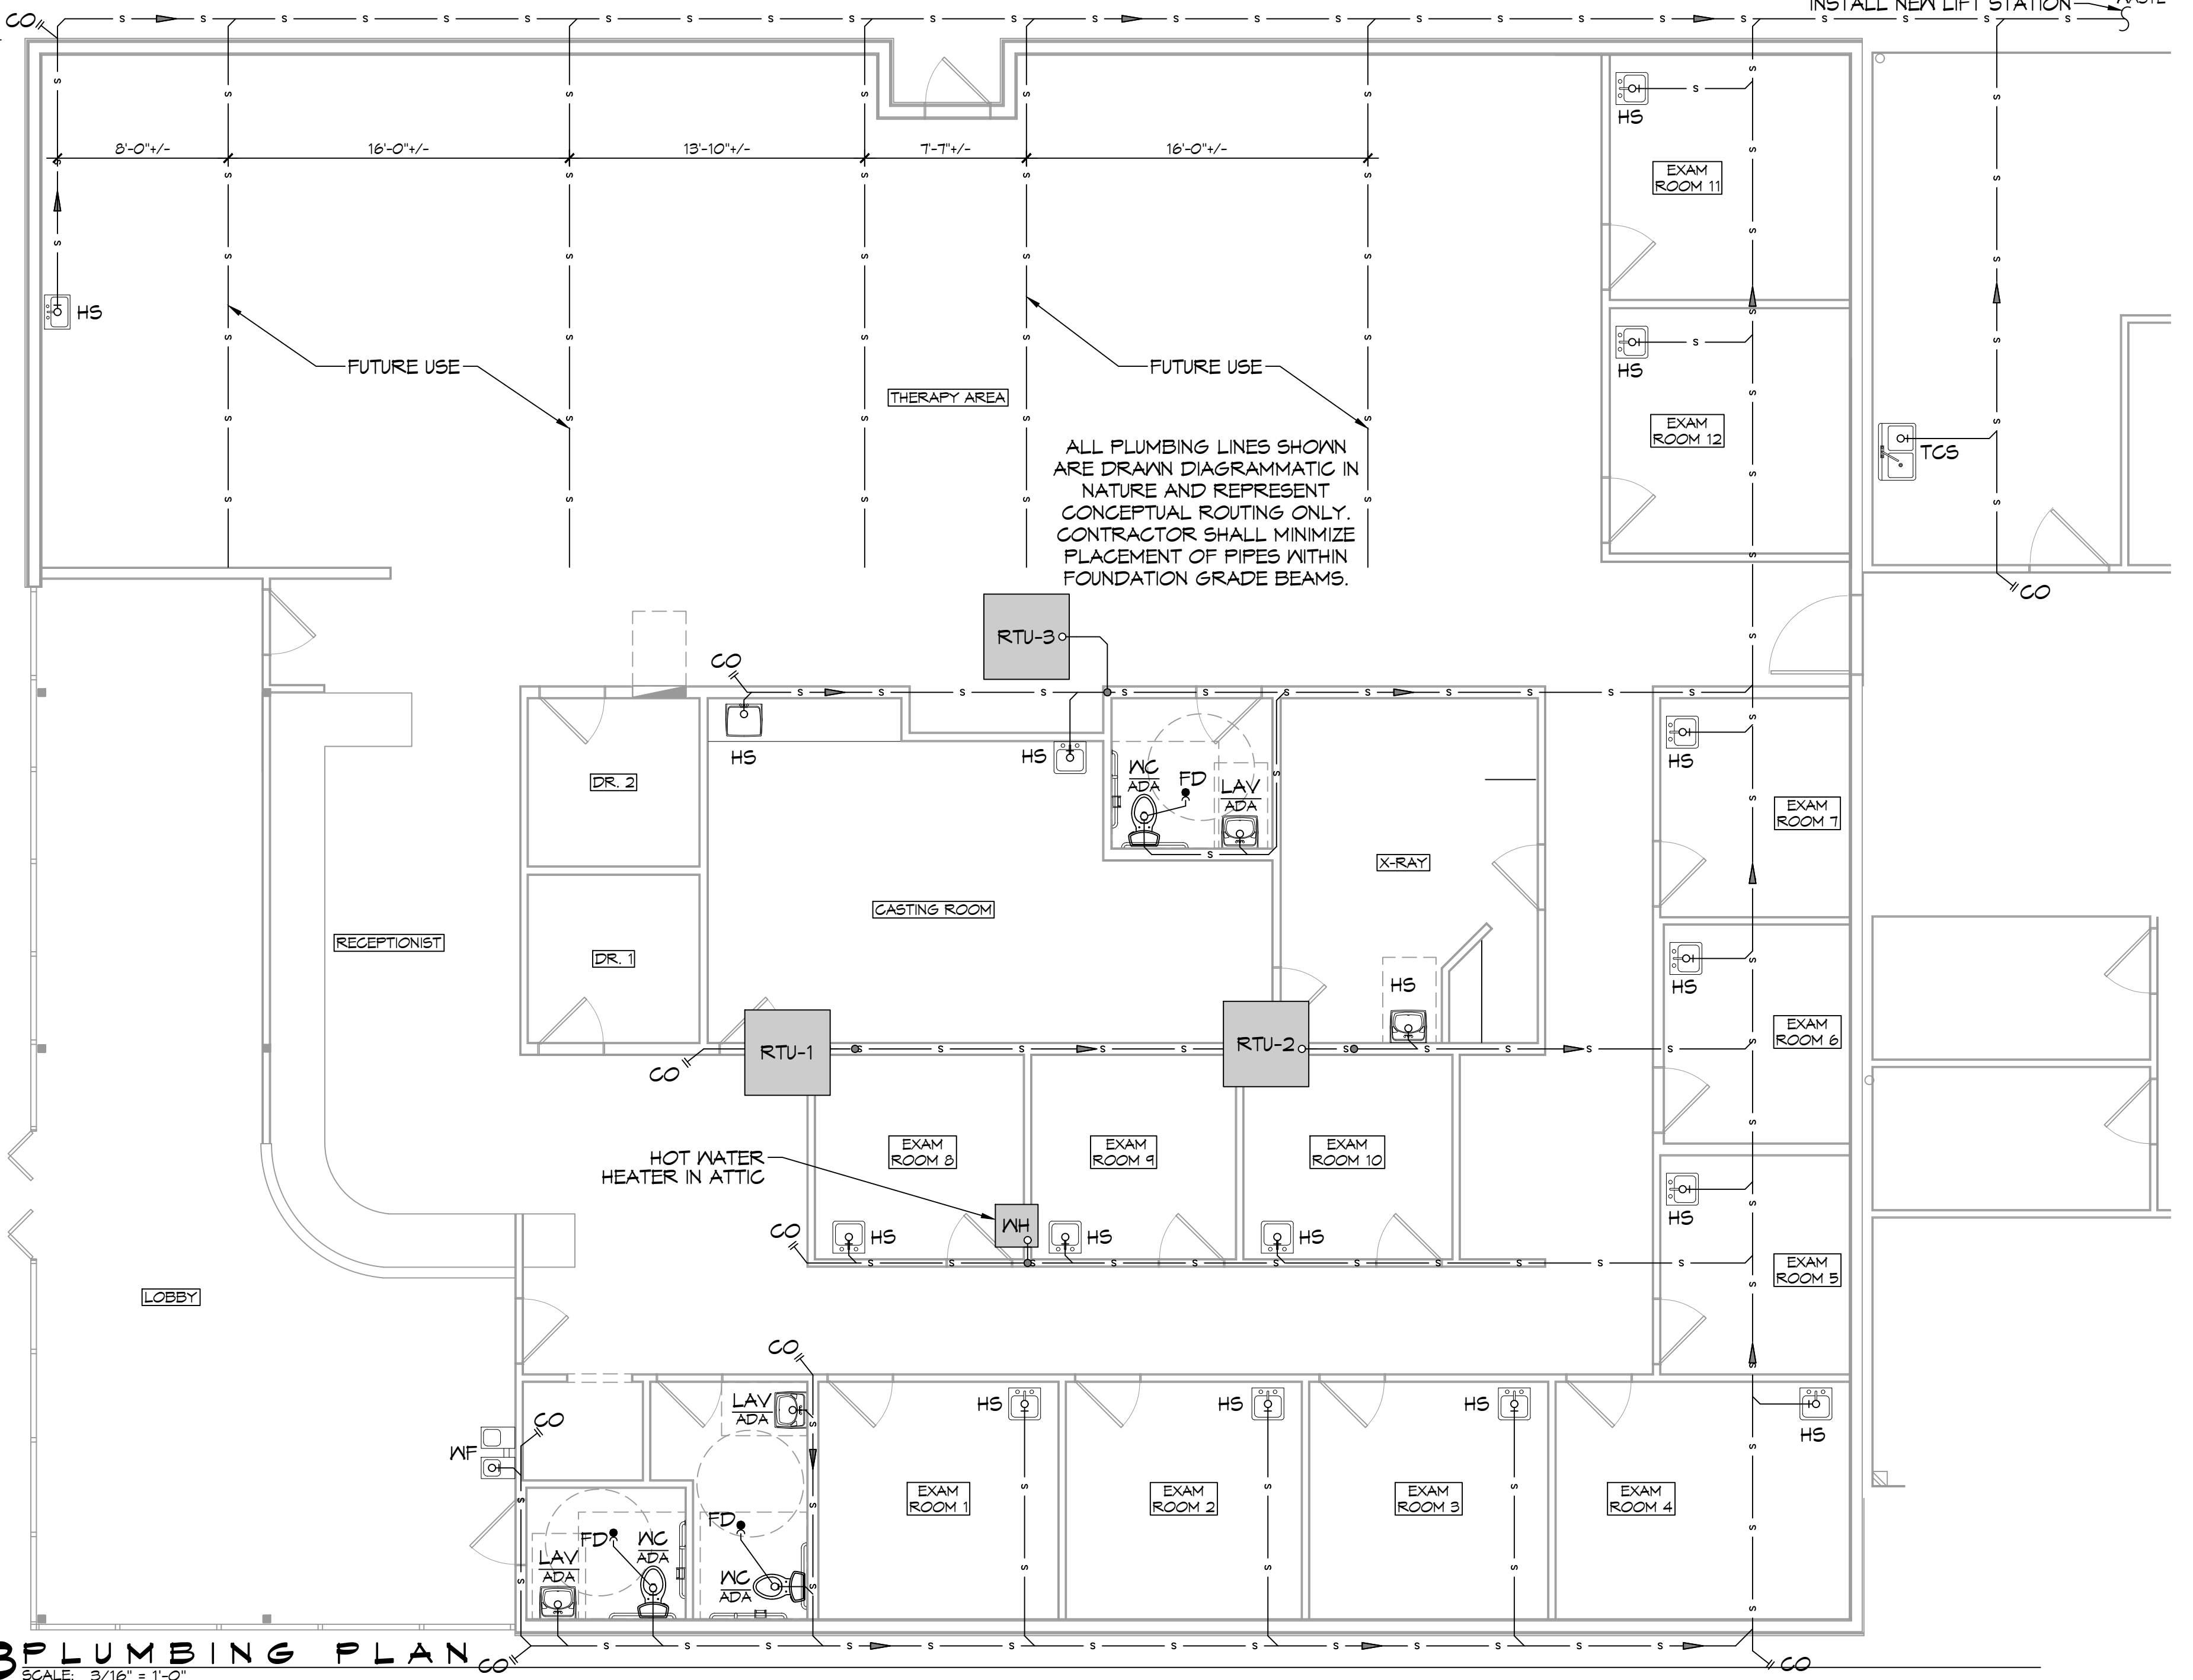 CO
INSTALL NEW LIFT STATION
8'-0"+/-
16'-0"+/-
13'-10"+/-
7'-7"+/-
16'-0"+/-
HS
EXAM
ROOM 11
HS
FUTURE USE
FUTURE USE
THERAPY AREA
HS
EXAM
ROOM 12
TCS
ALL PLUMBING LINES SHOWN
ARE DRAWN DIAGRAMMATIC IN
NATURE AND REPRESENT
CONCEPTUAL ROUTING ONLY.
CONTRACTOR SHALL MINIMIZE
PLACEMENT OF PIPES WITHIN
FOUNDATION GRADE BEAMS.
CO
RTU-3
CO
HS
HS
WC
ADA
FD
LAV
ADA
DR. 2
HS
EXAM
ROOM 7
X-RAY
CASTING ROOM
RECEPTIONIST
DR. 1
HS
HS
EXAM
ROOM 6
RTU-1
RTU-2
CO
EXAM
ROOM 8
EXAM
ROOM 9
EXAM
ROOM 10
HOT WATER
HEATER IN ATTIC
WH
CO
HS
HS
HS
HS
EXAM
ROOM 5
LOBBY
CO
LAV
ADA
HS
HS
HS
HS
CO
WF
EXAM
ROOM 1
EXAM
ROOM 2
EXAM
ROOM 3
EXAM
ROOM 4
FD
WC
ADA
LAV
ADA
FD
WC
ADA
CO
CO
PLUMBING PLAN
SCALE: 3/16" = 1'-0"